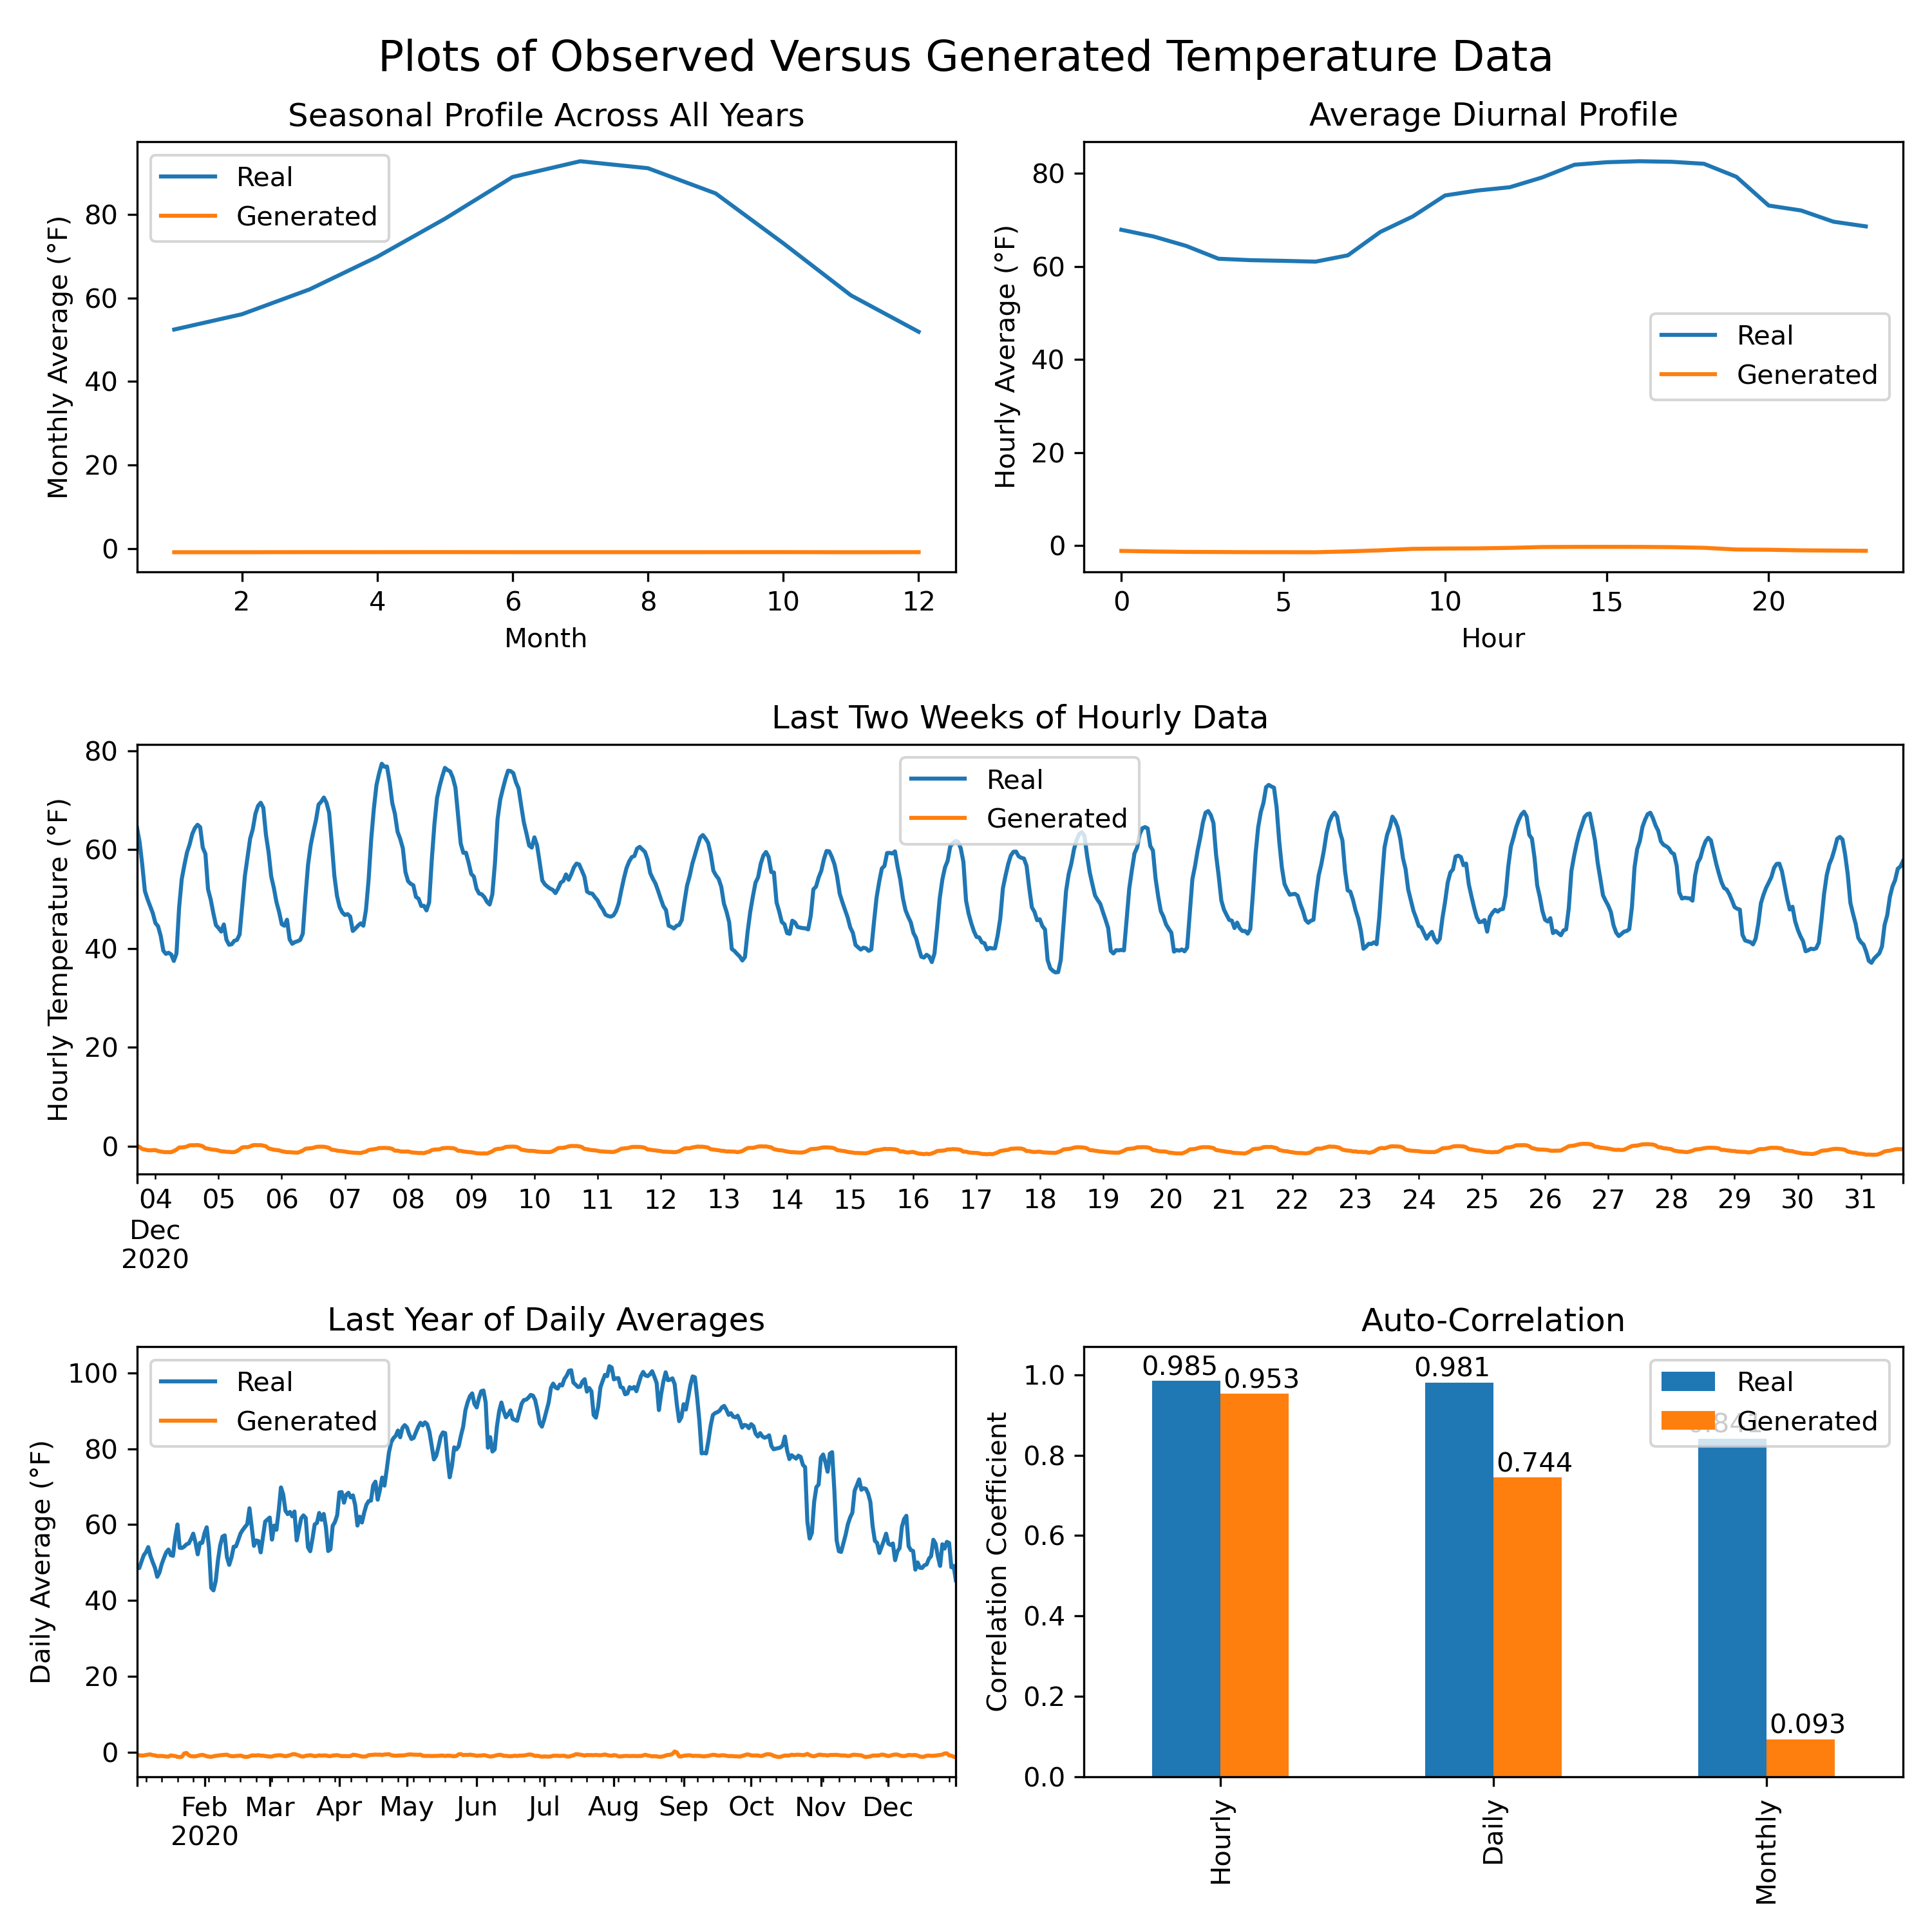 Plots of Observed Versus Generated Temperature Data
Seasonal Profile Across All Years
Real
Generated
Monthly Average (°F)
80
60
40
20
0
2 4 6 8 10 12
Month
Average Diurnal Profile
Real
Generated
Hourly Average (°F)
80
60
40
20
0
0 5 10 15 20
Hour
Last Two Weeks of Hourly Data
Real
Generated
Hourly Temperature (°F)
80
60
40
20
0
04 05 06 07 08 09 10 11 12 13 14 15 16 17 18 19 20 21 22 23 24 25 26 27 28 29 30 31
Dec
2020
Last Year of Daily Averages
Real
Generated
Daily Average (°F)
100
80
60
40
20
0
Feb Mar Apr May Jun Jul Aug Sep Oct Nov Dec
2020
Auto-Correlation
Real
Generated
Correlation Coefficient
1.0
0.8
0.6
0.4
0.2
0.0
0.985 0.953 0.981 0.744 0.093
Hourly Daily Monthly